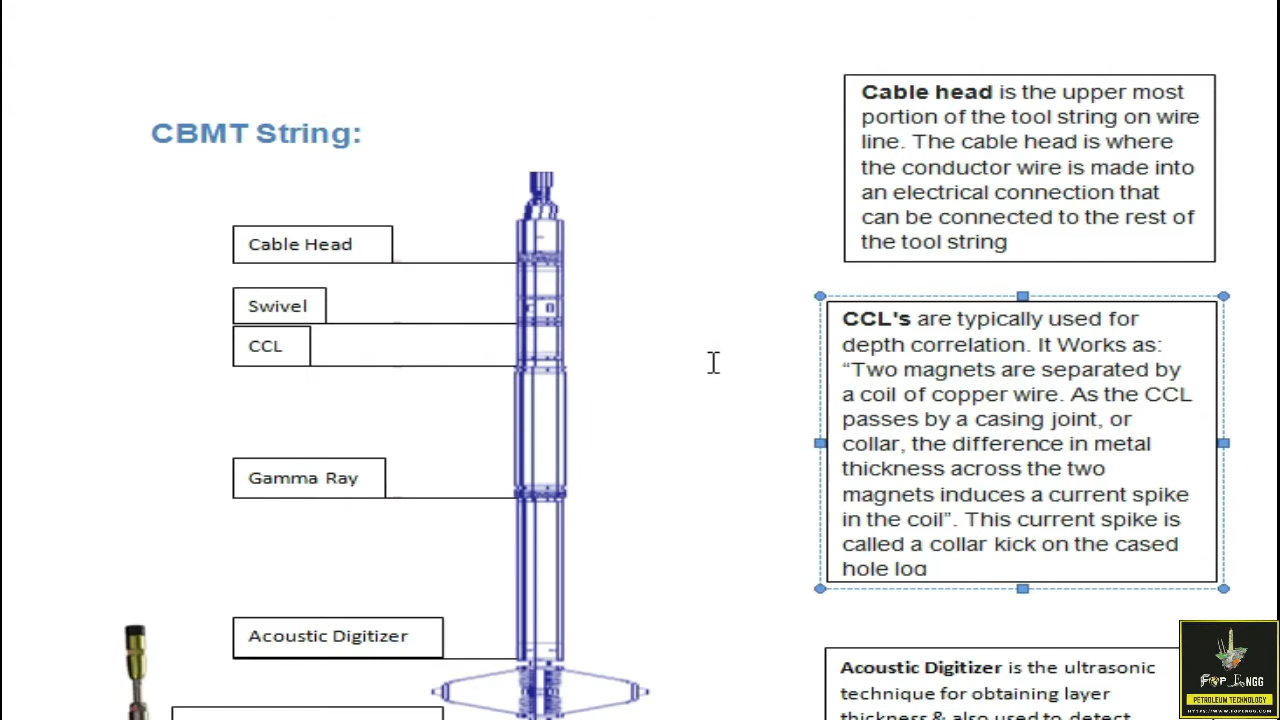 CBMT String:
Cable Head
Swivel
CCL
Gamma Ray
Acoustic Digitizer
Cable head is the upper most
portion of the tool string on wire
line. The cable head is where
the conductor wire is made into
an electrical connection that
can be connected to the rest of
the tool string
CCL's are typically used for
depth correlation. It Works as:
“Two magnets are separated by
a coil of copper wire. As the CCL
passes by a casing joint, or
collar, the difference in metal
thickness across the two
magnets induces a current spike
in the coil”. This current spike is
called a collar kick on the cased
hole log
Acoustic Digitizer is the ultrasonic
technique for obtaining layer
thickness & also used to detect
PETROLEUM TECHNOLOGY